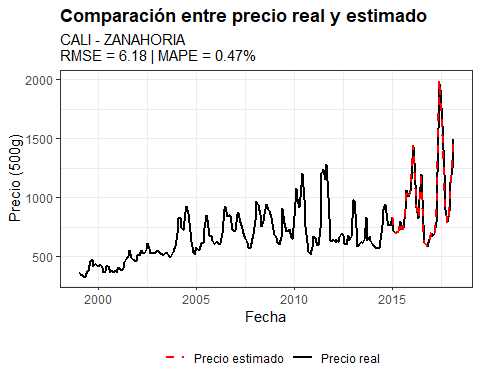 Comparación entre precio real y estimado
CALI - ZANAHORIA
RMSE = 6.18 | MAPE = 0.47%
Precio (500g)
2000
1500
1000
500
2000
2005
2010
2015
Fecha
Precio estimado
Precio real